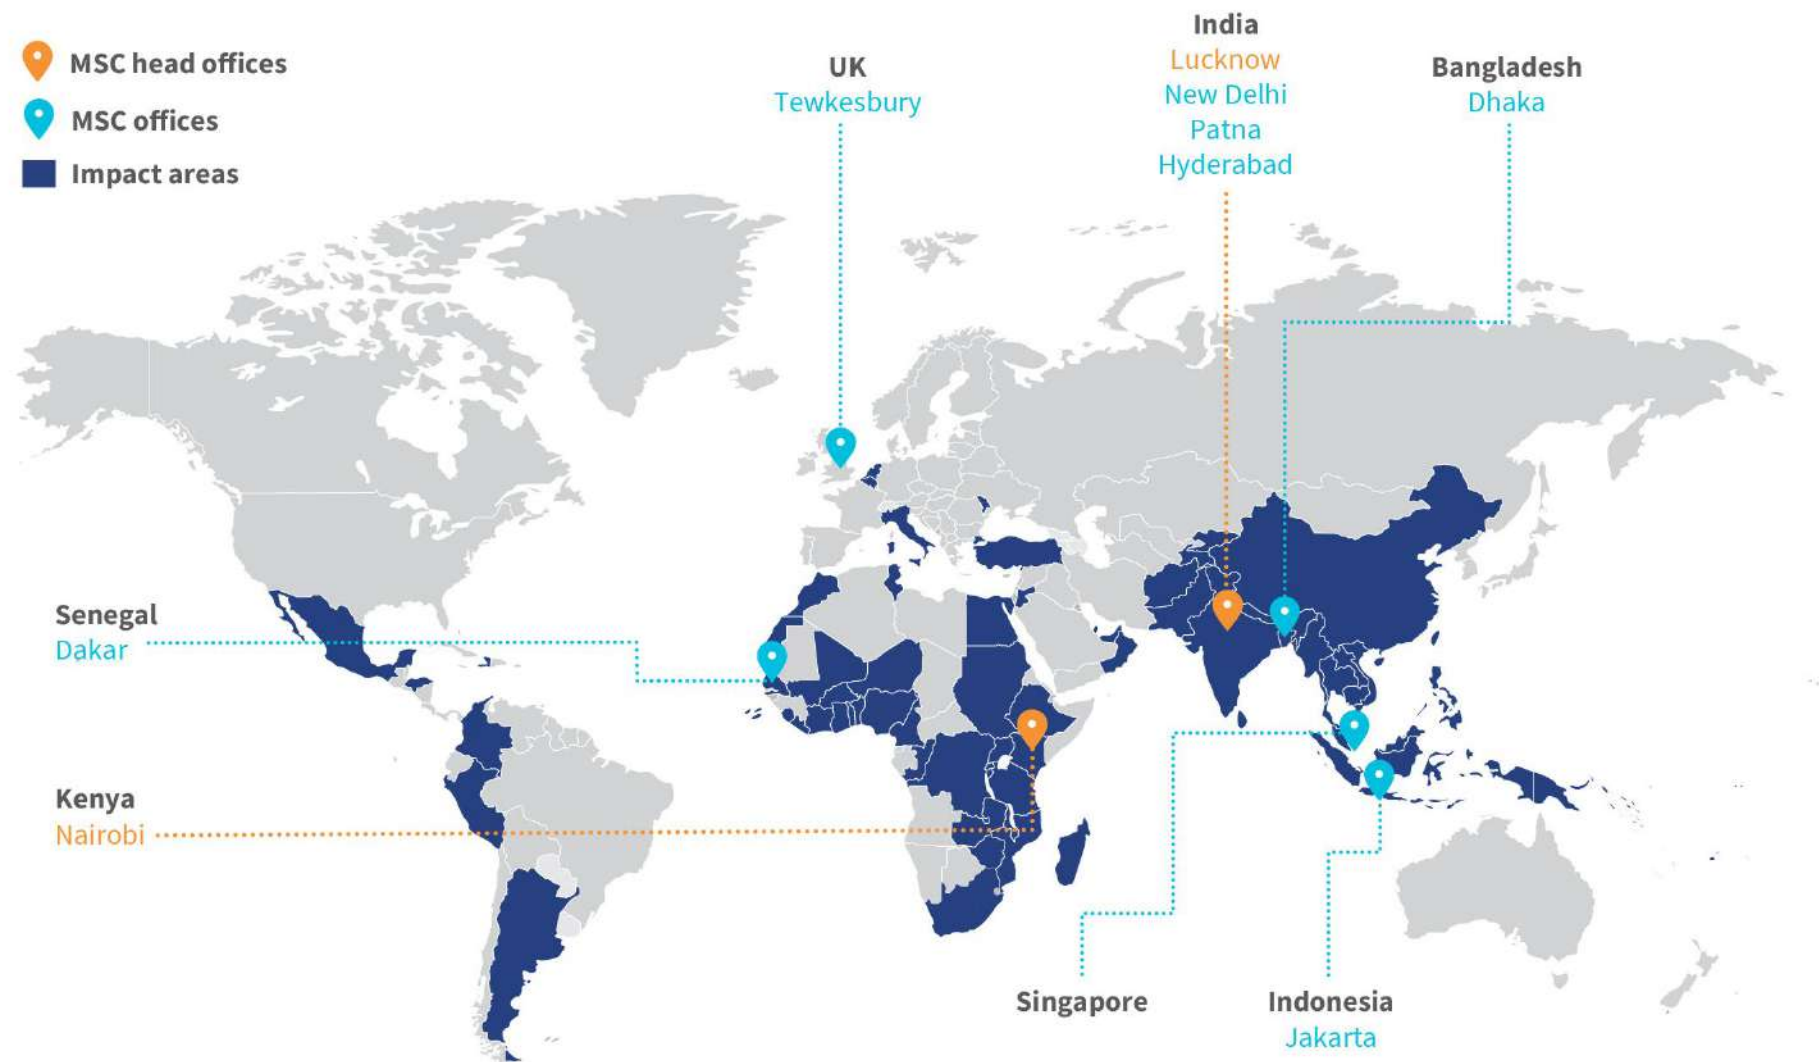 MSC head offices
MSC offices
Impact areas
UK
Tewkesbury
India
Lucknow
New Delhi
Patna
Hyderabad
Bangladesh
Dhaka
Senegal
Dakar
Kenya
Nairobi
Singapore
Indonesia
Jakarta